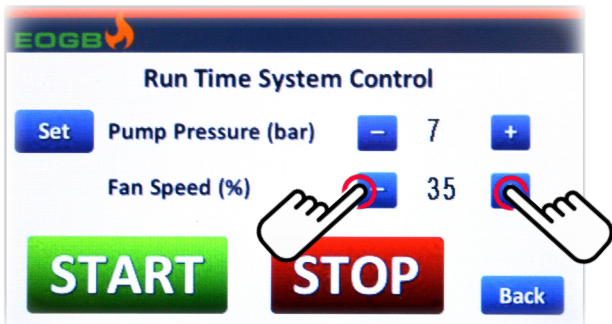 EOGB
Run Time System Control
Set Pump Pressure (bar) - 7 +
Fan Speed (%) - 35
START STOP
Back